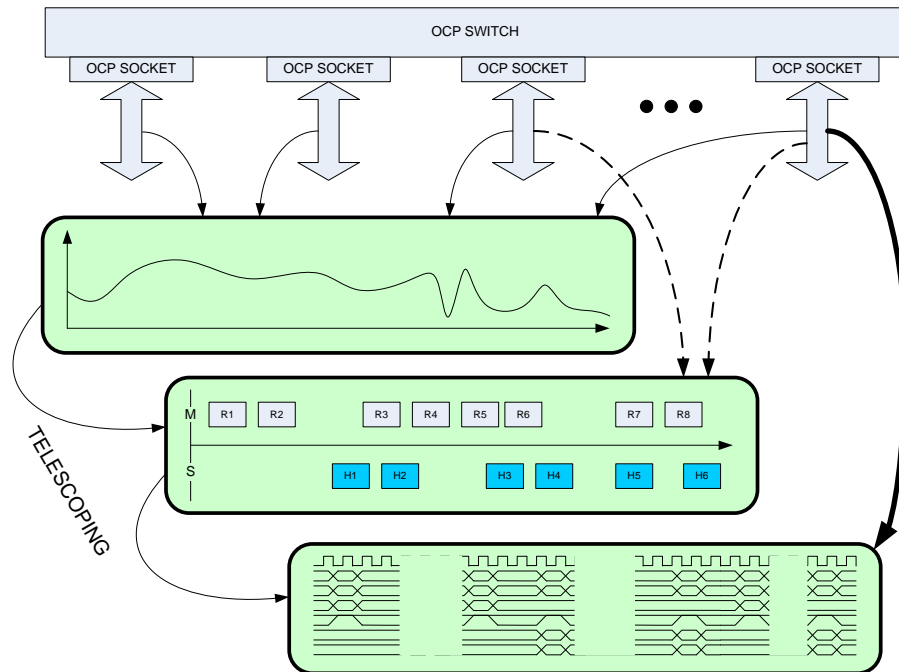 OCP SWITCH
OCP SOCKET OCP SOCKET OCP SOCKET OCP SOCKET
M R1 R2 R3 R4 R5 R6 R7 R8
S H1 H2 H3 H4 H5 H6
TELESCOPING